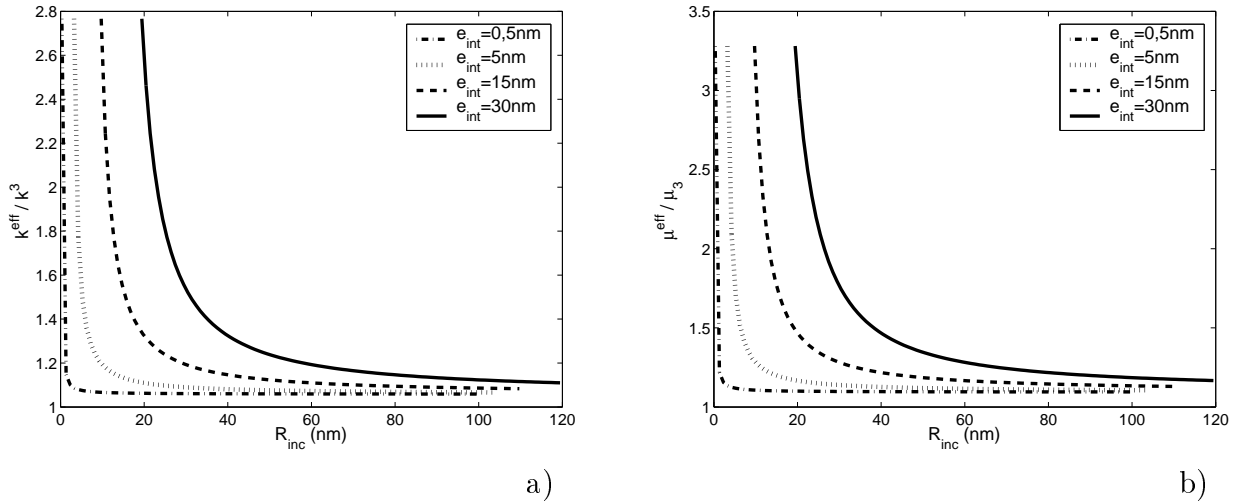 2.8
2.6
2.4
2.2
2
1.8
1.6
1.4
1.2
1
0
20
40
60
80
100
120
k^eff / k^3
R_inc (nm)
e_int=0,5nm
e_int=5nm
e_int=15nm
e_int=30nm
a)
3.5
3
2.5
2
1.5
1
0
20
40
60
80
100
120
μ^eff / μ_3
R_inc (nm)
e_int=0,5nm
e_int=5nm
e_int=15nm
e_int=30nm
b)